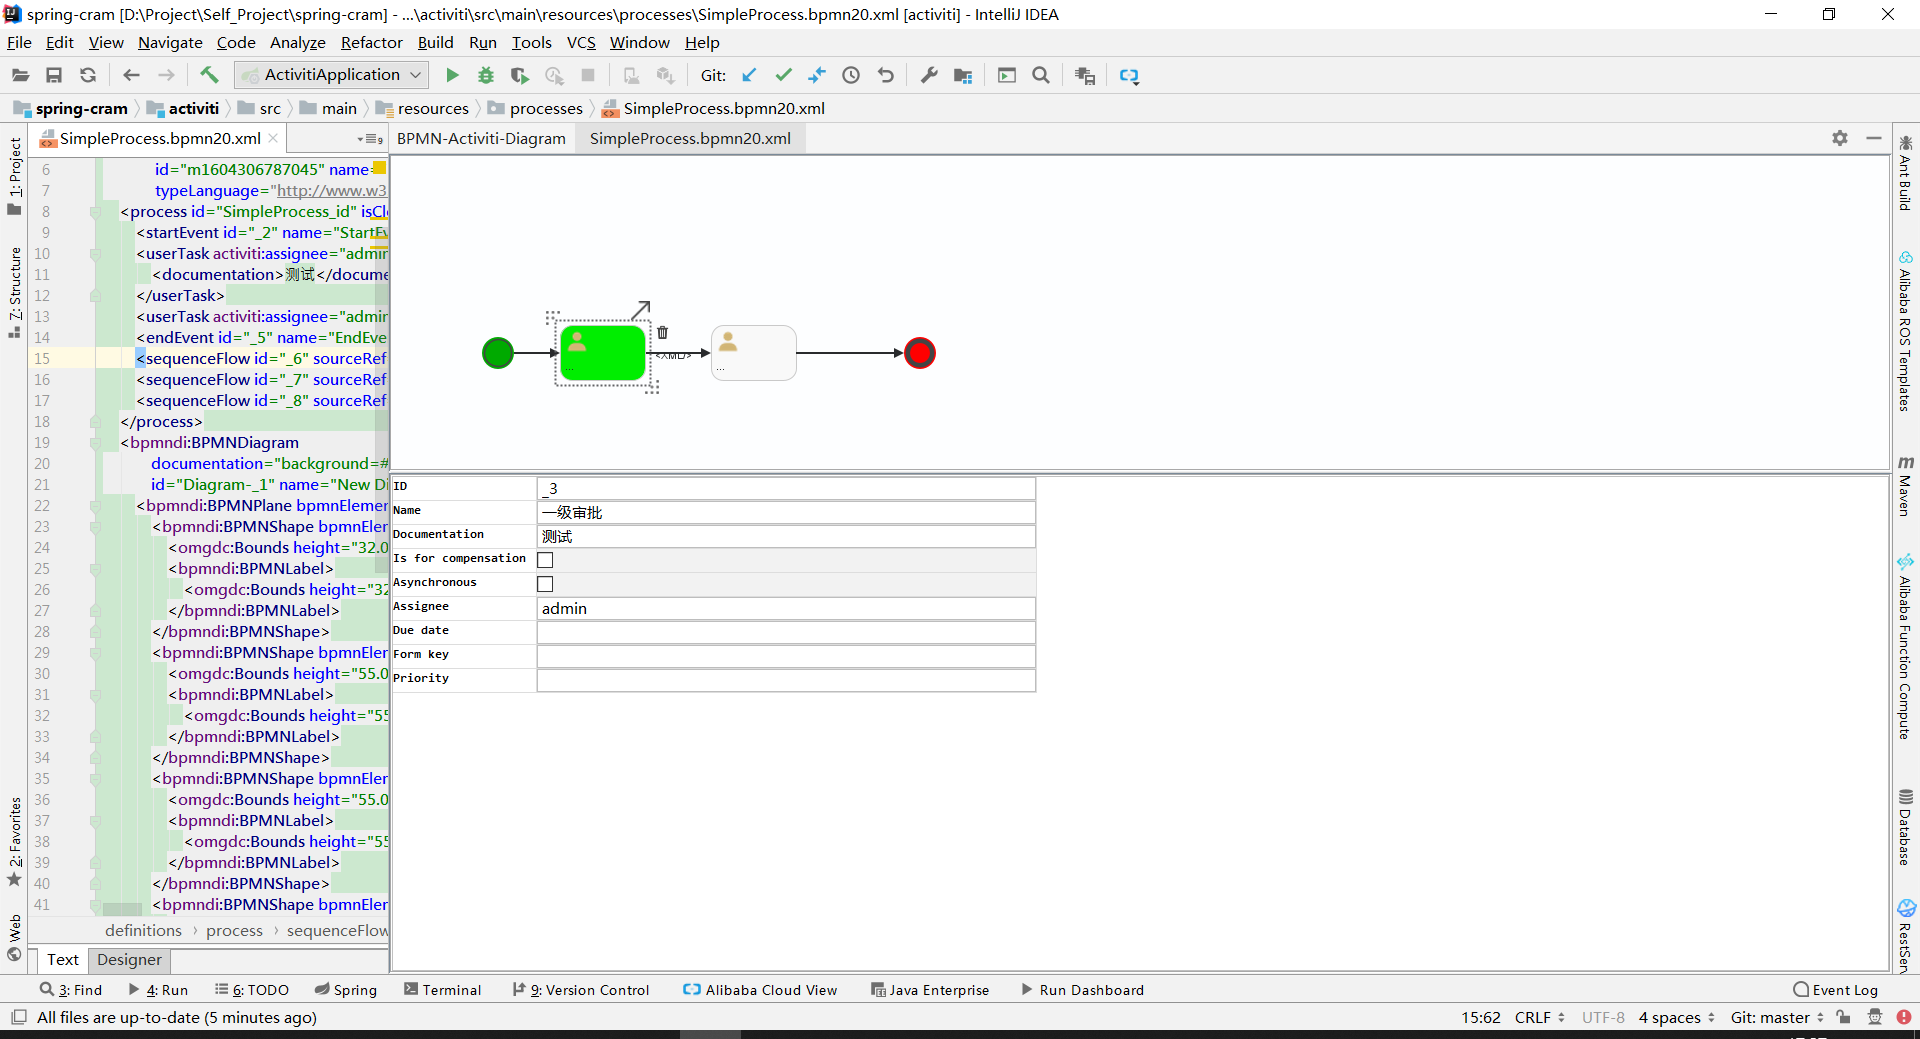 spring-cram [D:\Project\Self_Project\spring-cram] - ...\activiti\src\main\resources\processes\SimpleProcess.bpmn20.xml [activiti] - IntelliJ IDEA
File Edit View Navigate Code Analyze Refactor Build Run Tools VCS Window Help
ActivitiApplication Git:
spring-cram activiti src main resources processes SimpleProcess.bpmn20.xml
SimpleProcess.bpmn20.xml 9 BPMN-Activiti-Diagram SimpleProcess.bpmn20.xml
6 id="m1604306787045" name=
7 typeLanguage="http://www.w3
8 <process id="SimpleProcess_id" isCl
9 <startEvent id="_2" name="StartEv
10 <userTask activiti:assignee="admin
11 <documentation>测试</docume
12 </userTask>
13 <userTask activiti:assignee="admin
14 <endEvent id="_5" name="EndEve
15 <sequenceFlow id="_6" sourceRef
16 <sequenceFlow id="_7" sourceRef
17 <sequenceFlow id="_8" sourceRef
18 </process>
19 <bpmndi:BPMNDiagram
20 documentation="background=#
21 id="Diagram-_1" name="New Di
22 <bpmndi:BPMNPlane bpmnElemen
23 <bpmndi:BPMNShape bpmnElen
24 <omgdc:Bounds height="32.0
25 <bpmndi:BPMNLabel>
26 <omgdc:Bounds height="32
27 </bpmndi:BPMNLabel>
28 </bpmndi:BPMNShape>
29 <bpmndi:BPMNShape bpmnElen
30 <omgdc:Bounds height="55.0
31 <bpmndi:BPMNLabel>
32 <omgdc:Bounds height="55
33 </bpmndi:BPMNLabel>
34 </bpmndi:BPMNShape>
35 <bpmndi:BPMNShape bpmnElen
36 <omgdc:Bounds height="55.0
37 <bpmndi:BPMNLabel>
38 <omgdc:Bounds height="55
39 </bpmndi:BPMNLabel>
40 </bpmndi:BPMNShape>
41 <bpmndi:BPMNShape bpmnElen
definitions › process › sequenceFlow
Text Designer
... <XML> ...
ID _3
Name 一级审批
Documentation 测试
Is for compensation
Asynchronous
Assignee admin
Due date
Form key
Priority
1: Project
7: Structure
2: Favorites
Web
Ant Build
Alibaba ROS Templates
Maven
Alibaba Function Compute
Database
RestServ
3: Find 4: Run 6: TODO Spring Terminal 9: Version Control Alibaba Cloud View Java Enterprise Run Dashboard Event Log
All files are up-to-date (5 minutes ago) 15:62 CRLF UTF-8 4 spaces Git: master